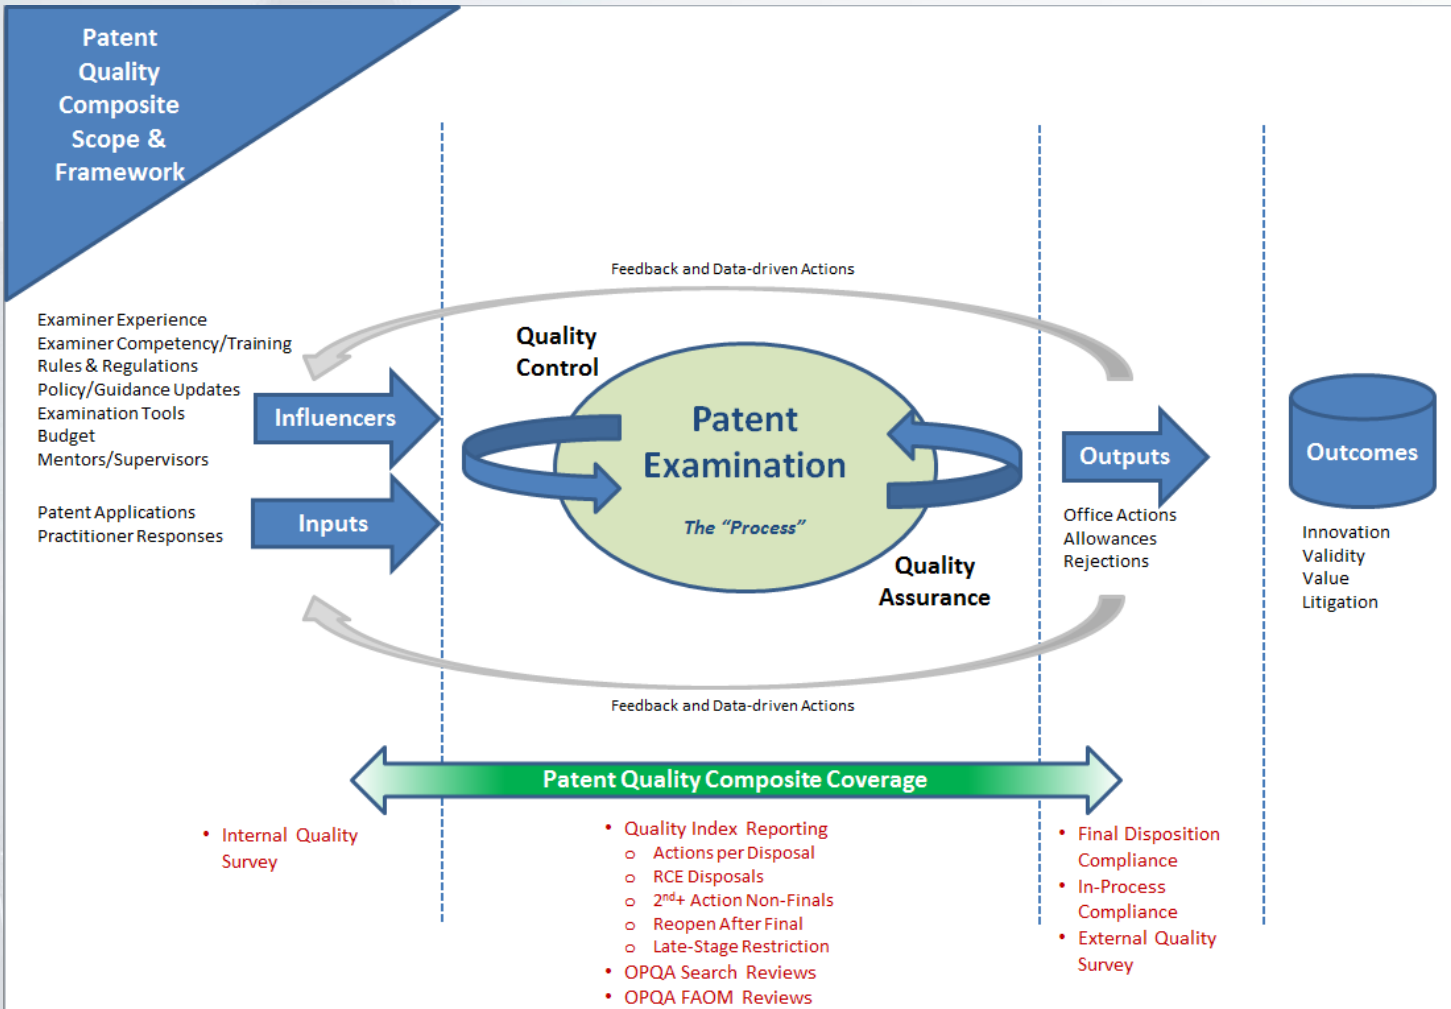 Patent
Quality
Composite
Scope &
Framework
Feedback and Data-driven Actions
Examiner Experience
Examiner Competency/Training
Rules & Regulations
Policy/Guidance Updates
Examination Tools
Budget
Mentors/Supervisors
Influencers
Patent Applications
Practitioner Responses
Inputs
Quality
Control
Patent
Examination
The “Process”
Quality
Assurance
Outputs
Office Actions
Allowances
Rejections
Outcomes
Innovation
Validity
Value
Litigation
Feedback and Data-driven Actions
Patent Quality Composite Coverage
• Internal Quality
Survey
• Quality Index Reporting
o Actions per Disposal
o RCE Disposals
o 2nd+ Action Non-Finals
o Reopen After Final
o Late-Stage Restriction
• OPQA Search Reviews
• OPQA FAOM Reviews
• Final Disposition
Compliance
• In-Process
Compliance
• External Quality
Survey